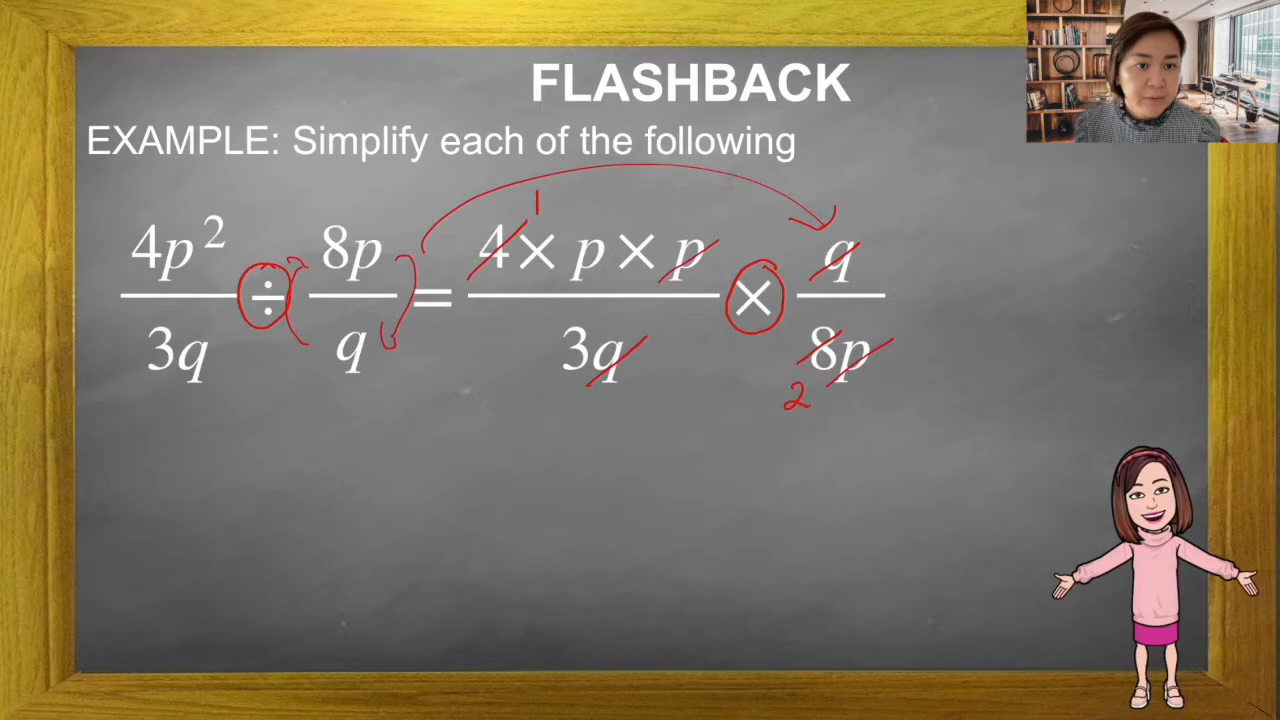 FLASHBACK
EXAMPLE: Simplify each of the following
1
4p² 8p 4 × p × p q
÷ = ×
3q q 3q 8p
2